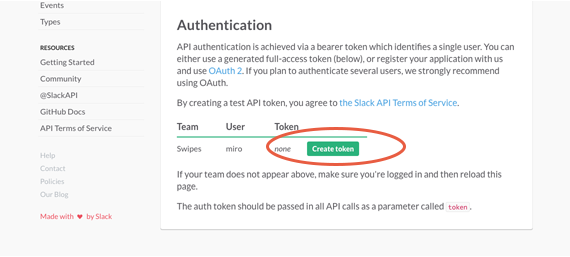 Events
Types
RESOURCES
Getting Started
Community
@SlackAPI
GitHub Docs
API Terms of Service
Help
Contact
Policies
Our Blog
Made with ♥ by Slack
Authentication
API authentication is achieved via a bearer token which identifies a single user. You can
either use a generated full-access token (below), or register your application with us
and use OAuth 2. If you plan to authenticate several users, we strongly recommend
using OAuth.
By creating a test API token, you agree to the Slack API Terms of Service.
Team User Token
Swipes miro none Create token
If your team does not appear above, make sure you're logged in and then reload this
page.
The auth token should be passed in all API calls as a parameter called token.